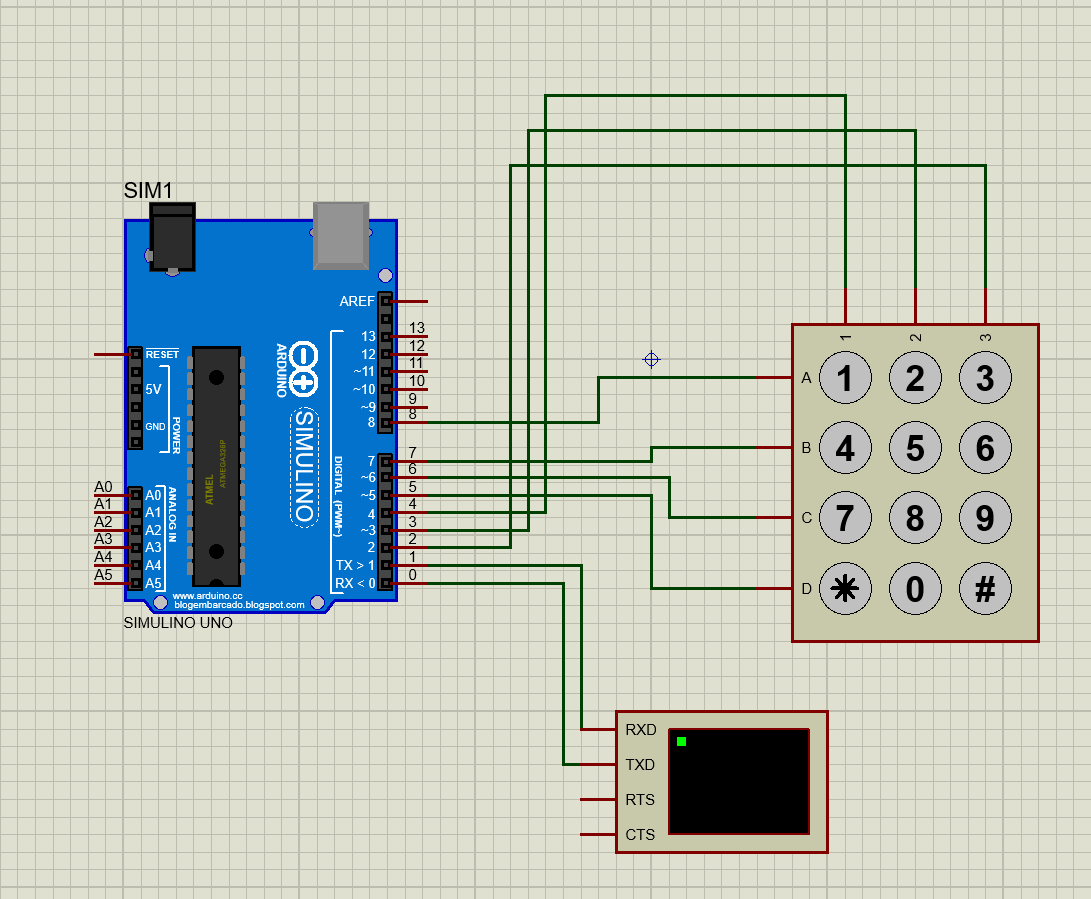 SIM1
AREF
13 13
12 12
~11 11
~10 10
~9 9
8 8
7 7
~6 6
~5 5
4 4
~3 3
2 2
TX > 1 1
RX < 0 0
RESET
5V
GND
POWER
A0 A0
A1 A1
A2 A2
A3 A3
A4 A4
A5 A5
ANALOG IN
ATMEL
ATMEGA328P
ARDUINO
SIMULINO
DIGITAL (PWM~)
www.arduino.cc
blogembarcado.blogspot.com
SIMULINO UNO
1 2 3
A 1 2 3
B 4 5 6
C 7 8 9
D * 0 #
RXD
TXD
RTS
CTS